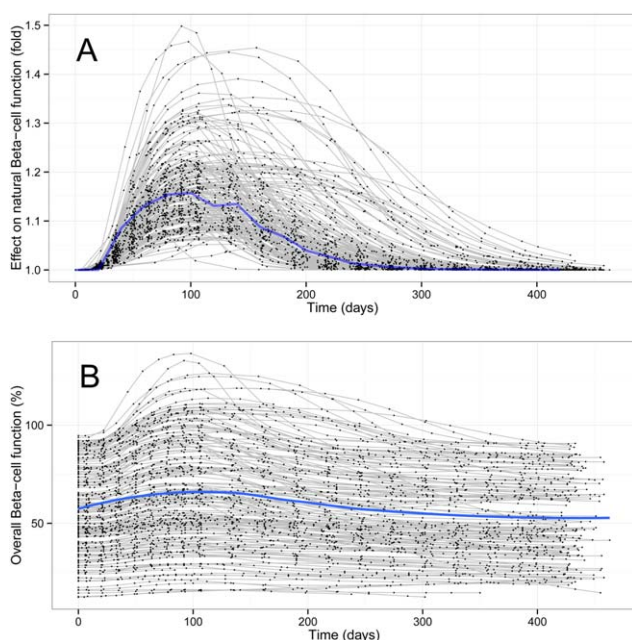 A
Effect on natural Beta-cell function (fold)
1.5
1.4
1.3
1.2
1.1
1.0
0 100 200 300 400
Time (days)
B
Overall Beta-cell function (%)
100
50
0 100 200 300 400
Time (days)